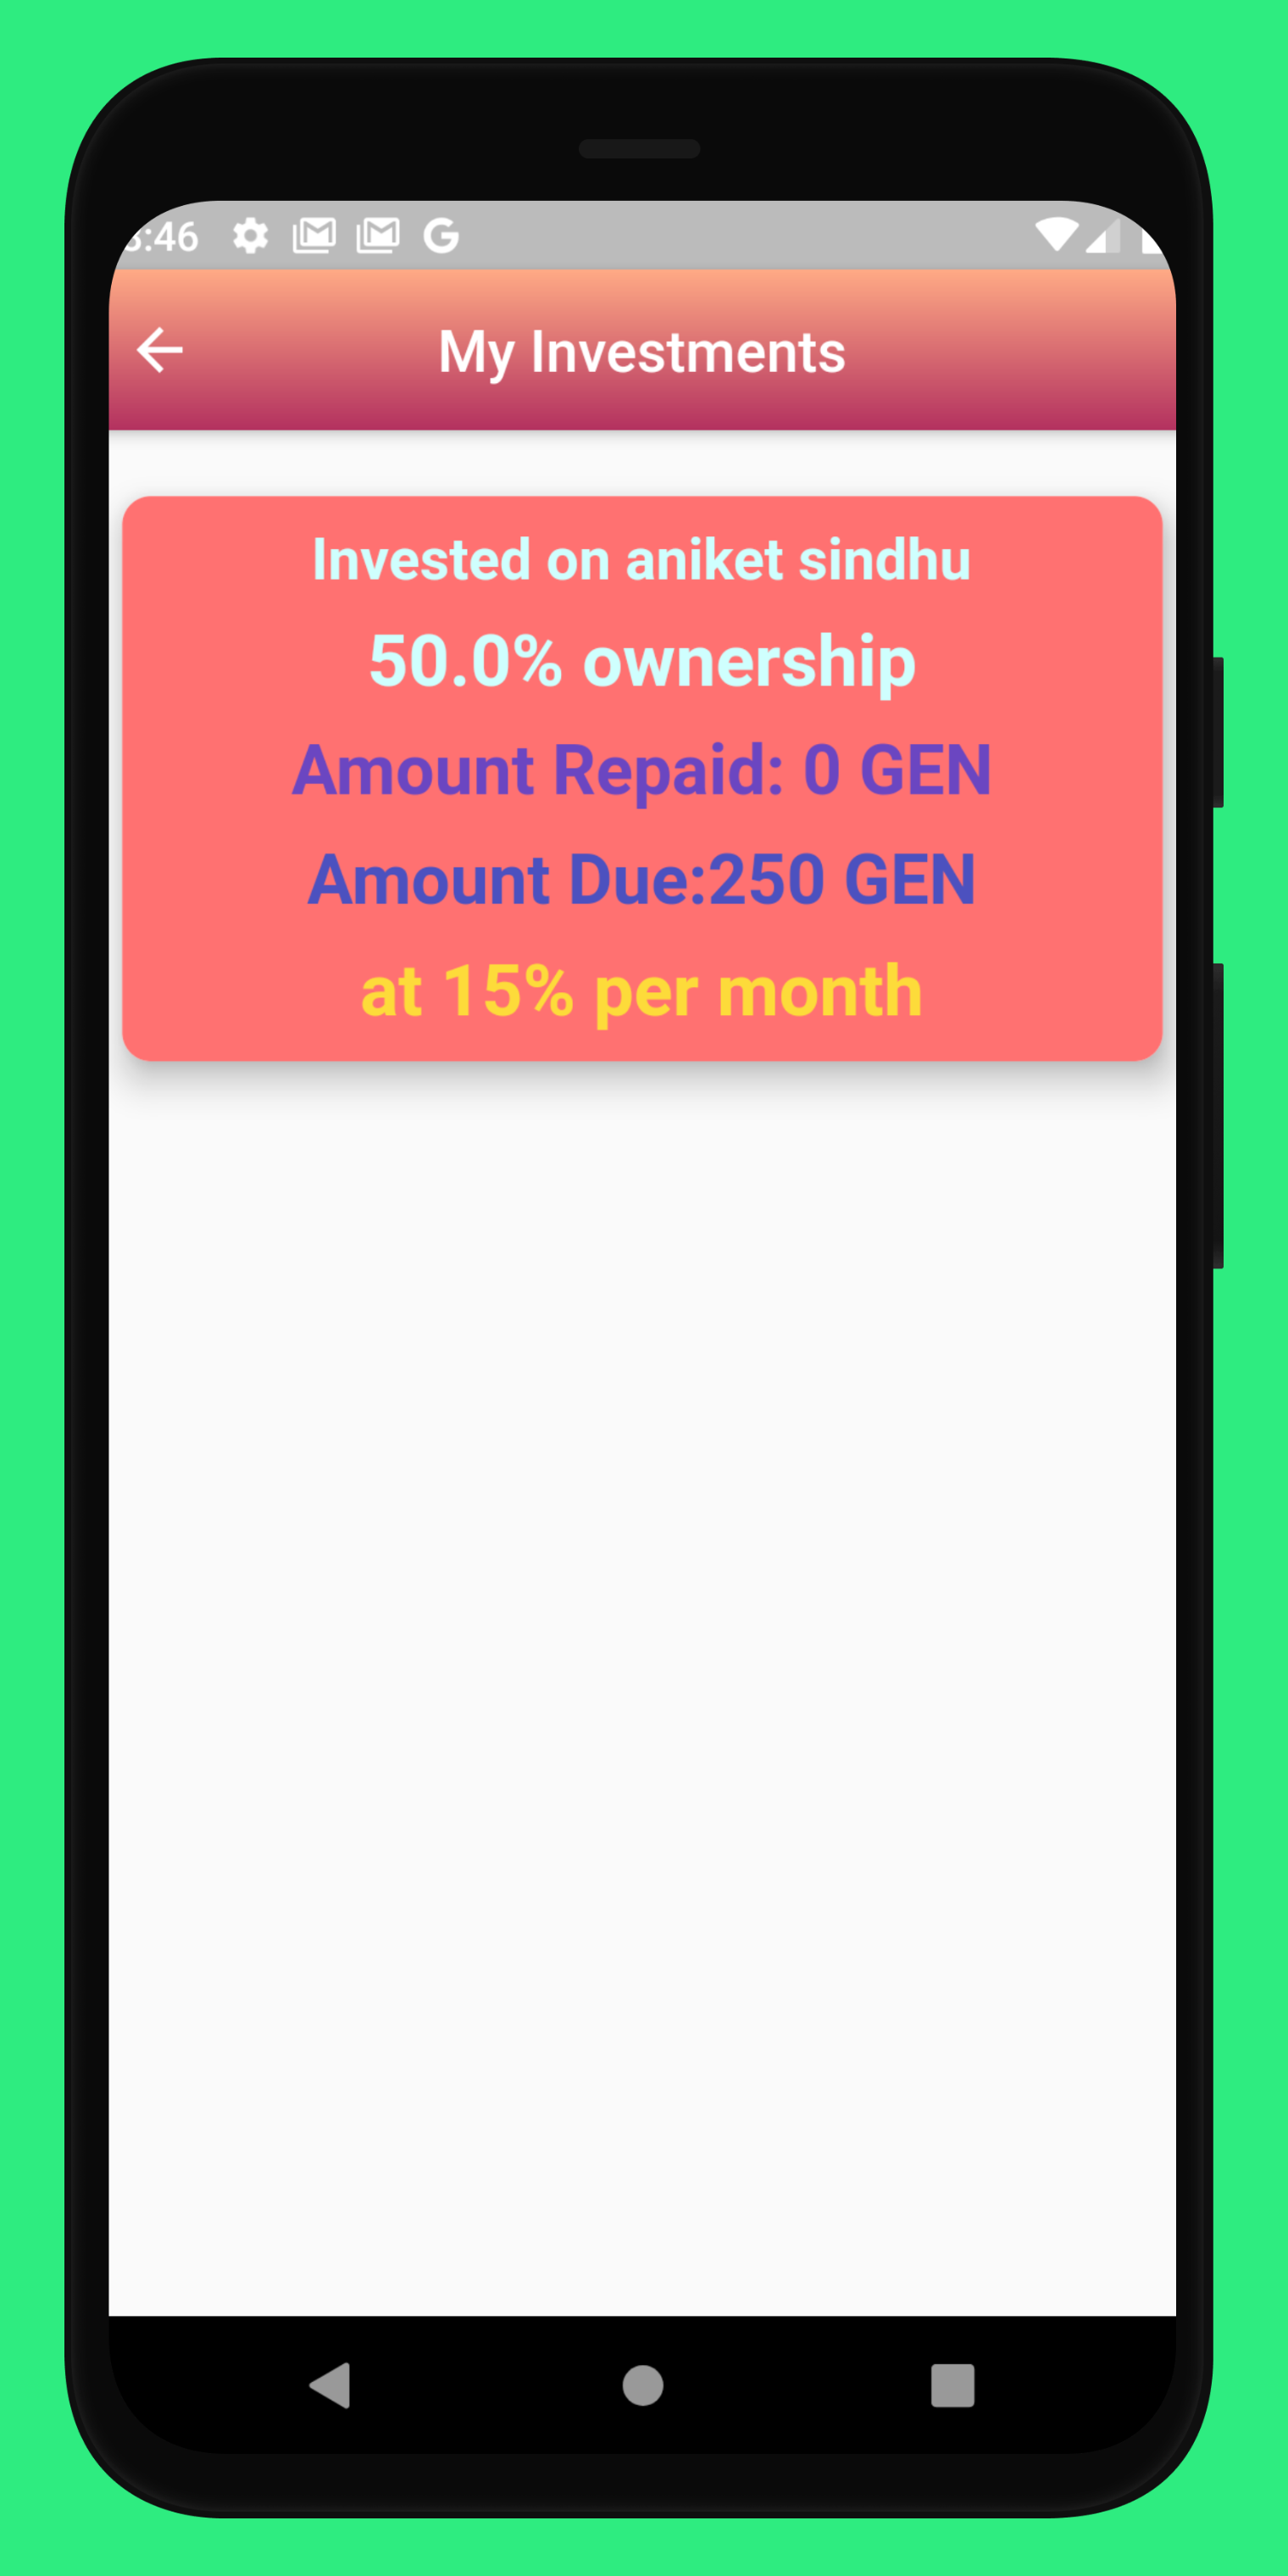 :46
My Investments
Invested on aniket sindhu
50.0% ownership
Amount Repaid: 0 GEN
Amount Due:250 GEN
at 15% per month